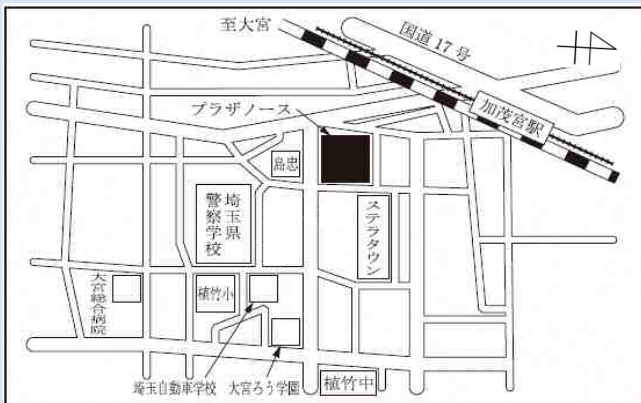 至大宮
国道17号
加茂宮駅
プラザノース
島忠
埼玉県
警察学校
ステラタウン
大宮総合病院
植竹小
埼玉自動車学校
大宮ろう学園
植竹中